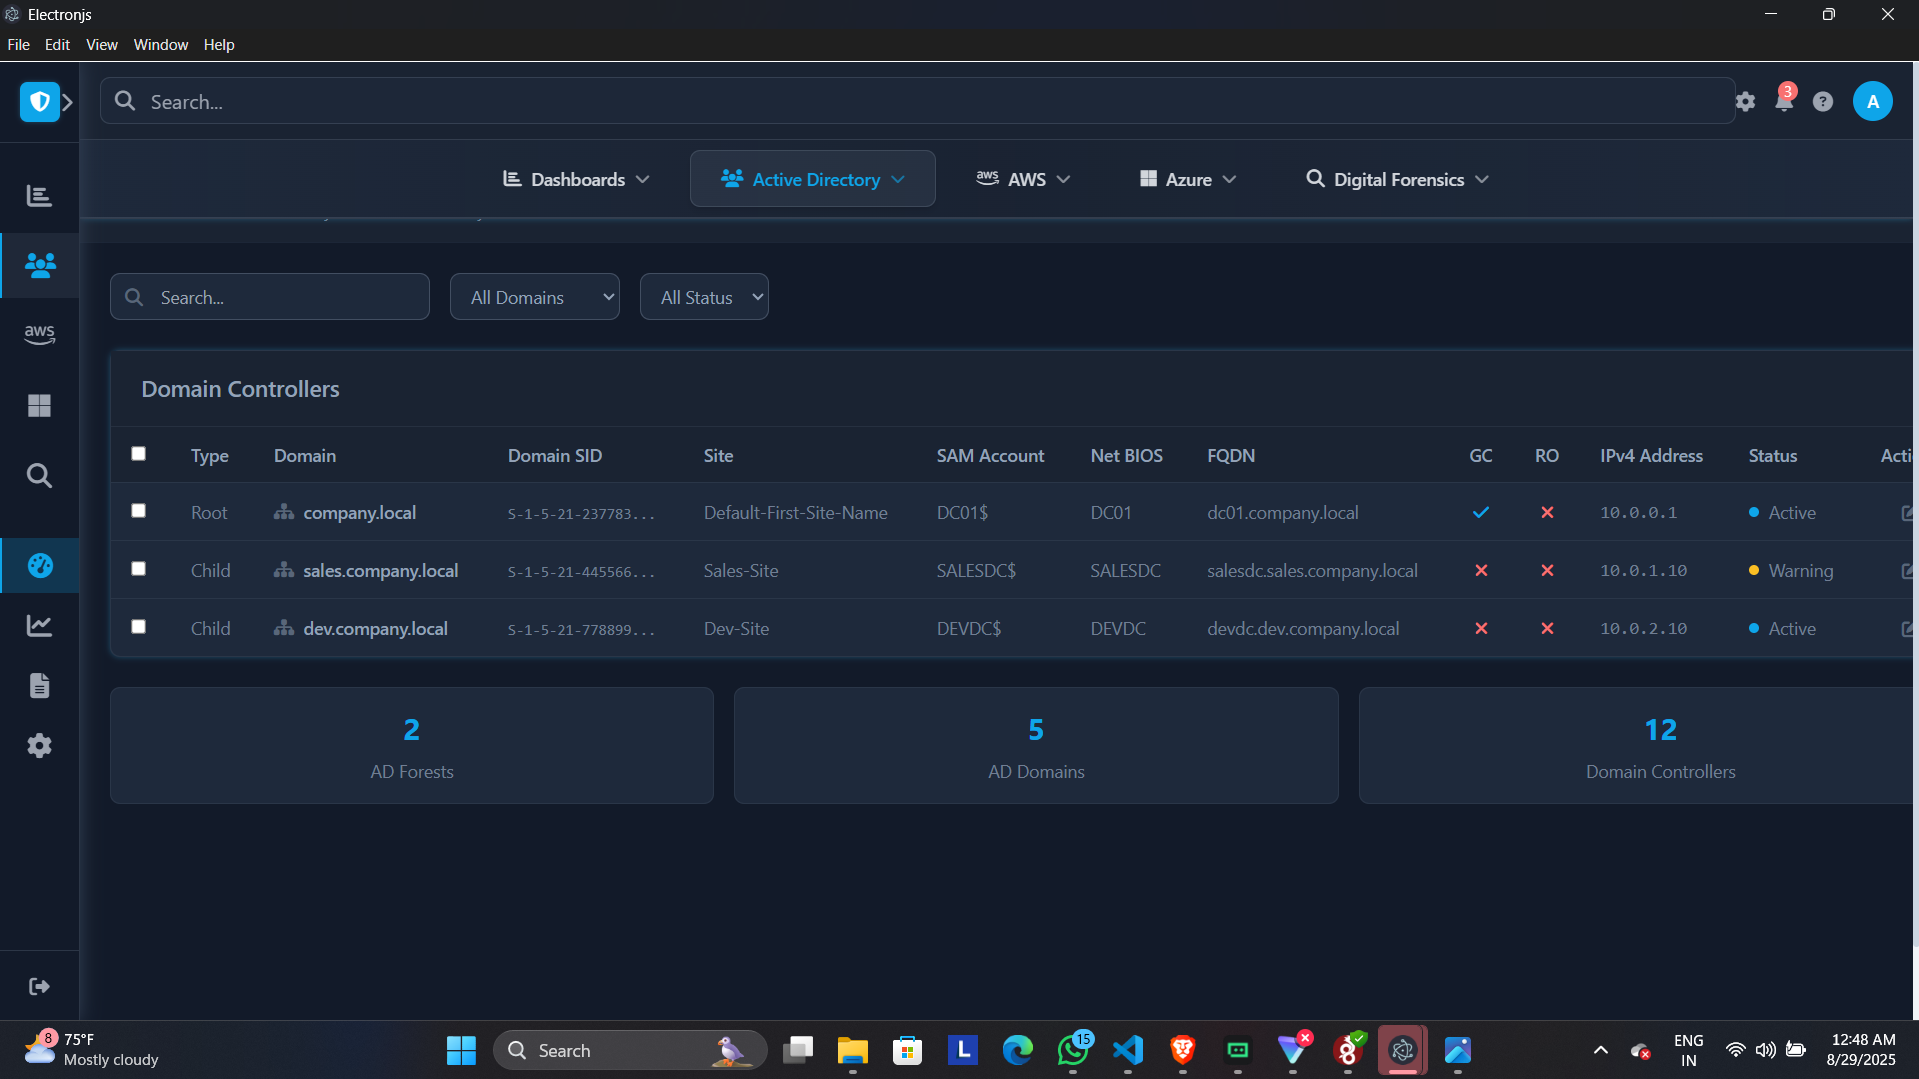 Electronjs
File Edit View Window Help
Search...
3
A
Dashboards Active Directory aws AWS Azure Digital Forensics
aws
Search... All Domains All Status
Domain Controllers
Type Domain Domain SID Site SAM Account Net BIOS FQDN GC RO IPv4 Address Status Acti
Root company.local S-1-5-21-237783... Default-First-Site-Name DC01$ DC01 dc01.company.local 10.0.0.1 Active
Child sales.company.local S-1-5-21-445566... Sales-Site SALESDC$ SALESDC salesdc.sales.company.local 10.0.1.10 Warning
Child dev.company.local S-1-5-21-778899... Dev-Site DEVDC$ DEVDC devdc.dev.company.local 10.0.2.10 Active
2 5 12
AD Forests AD Domains Domain Controllers
8 75°F
Mostly cloudy
Search
L
15
ENG
IN
12:48 AM
8/29/2025